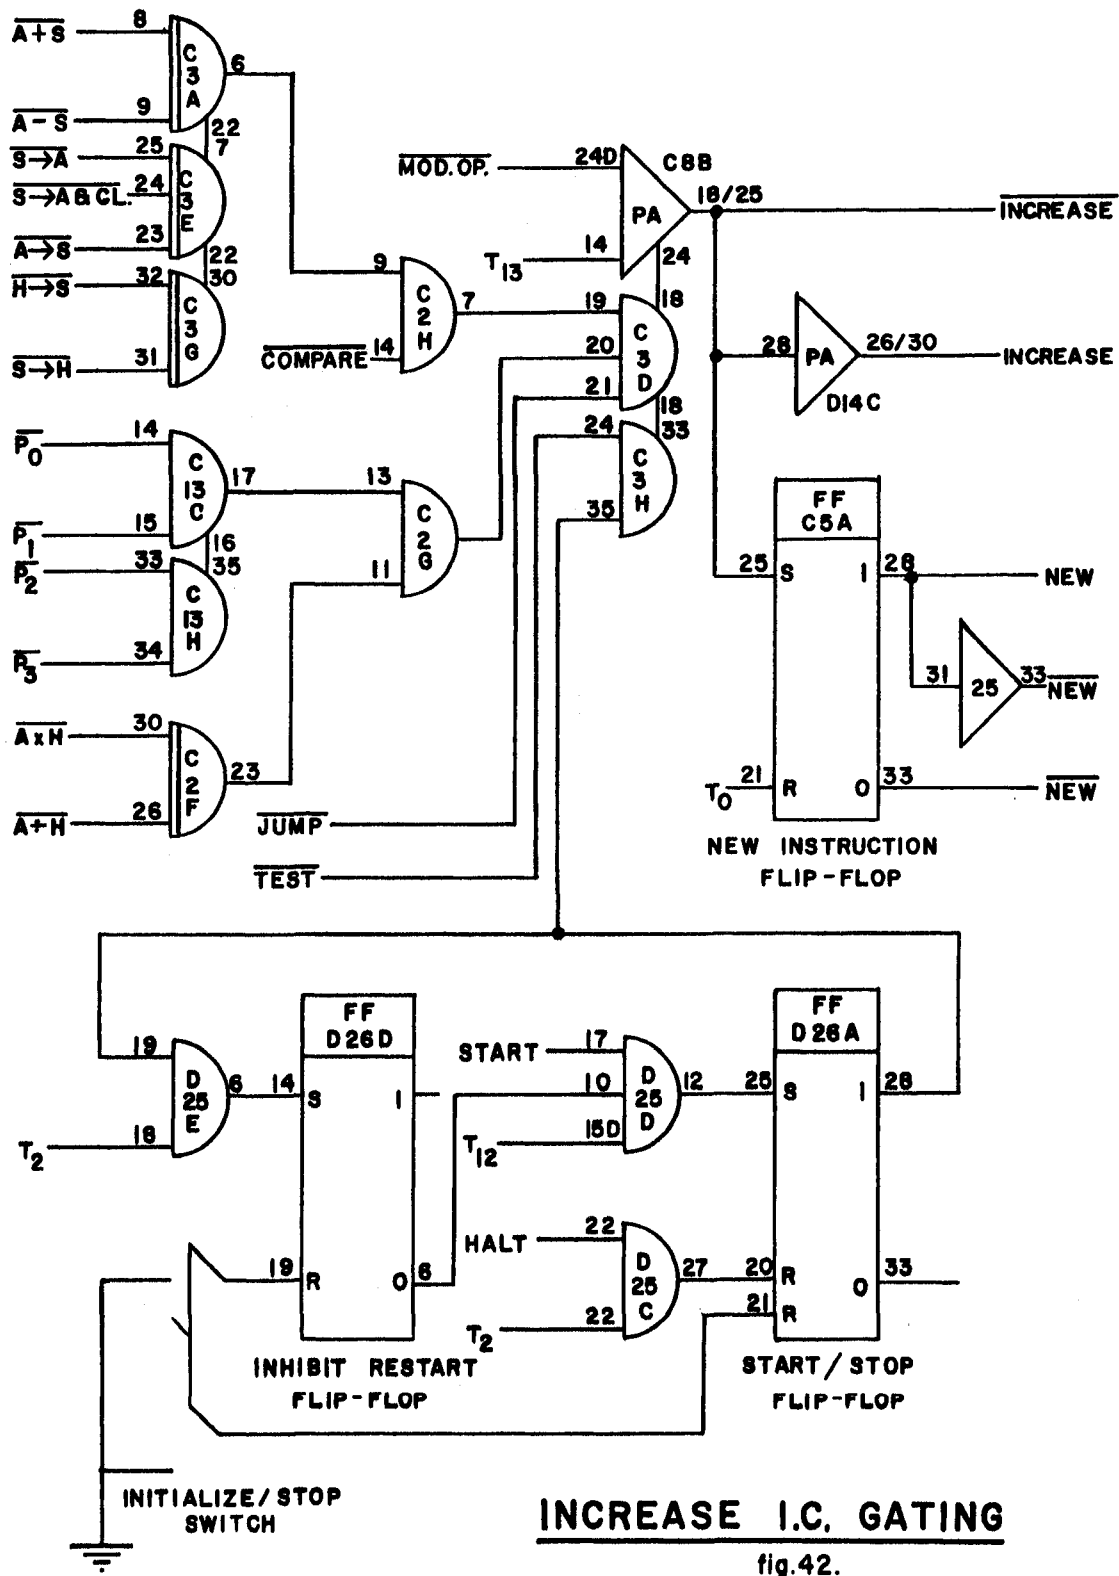 A+S 8
C3A
6
A-S 9
22
7
S→A 25
S→A & CL. 24
C3E
A→S 23
22
30
H→S 32
C3G
S→H 31
9
C2H
7
COMPARE 14
MOD. OP. 24D
C8B
PA
18/25
INCREASE
T13 14
24
18
19
20
21
C3D
18
33
24
C3H
35
28
PA
26/30
INCREASE
D14C
P0 14
C13C
17
P1 15
16
35
P2 33
C13H
P3 34
13
C2G
11
AxH 30
C2F
23
A÷H 26
JUMP
TEST
FF
C5A
25 S
1 28
NEW
31
25
33
NEW
T0 21 R
0 33
NEW
NEW INSTRUCTION
FLIP-FLOP
19
D25E
6
T2 18
FF
D26D
14 S
1
19 R
0 6
INHIBIT RESTART
FLIP-FLOP
START 17
10
D25D
12
T12 15D
HALT 22
D25C
27
T2 22
FF
D26A
25 S
1 28
20 R
21 R
0 33
START/STOP
FLIP-FLOP
INITIALIZE/STOP
SWITCH
INCREASE I.C. GATING
fig.42.